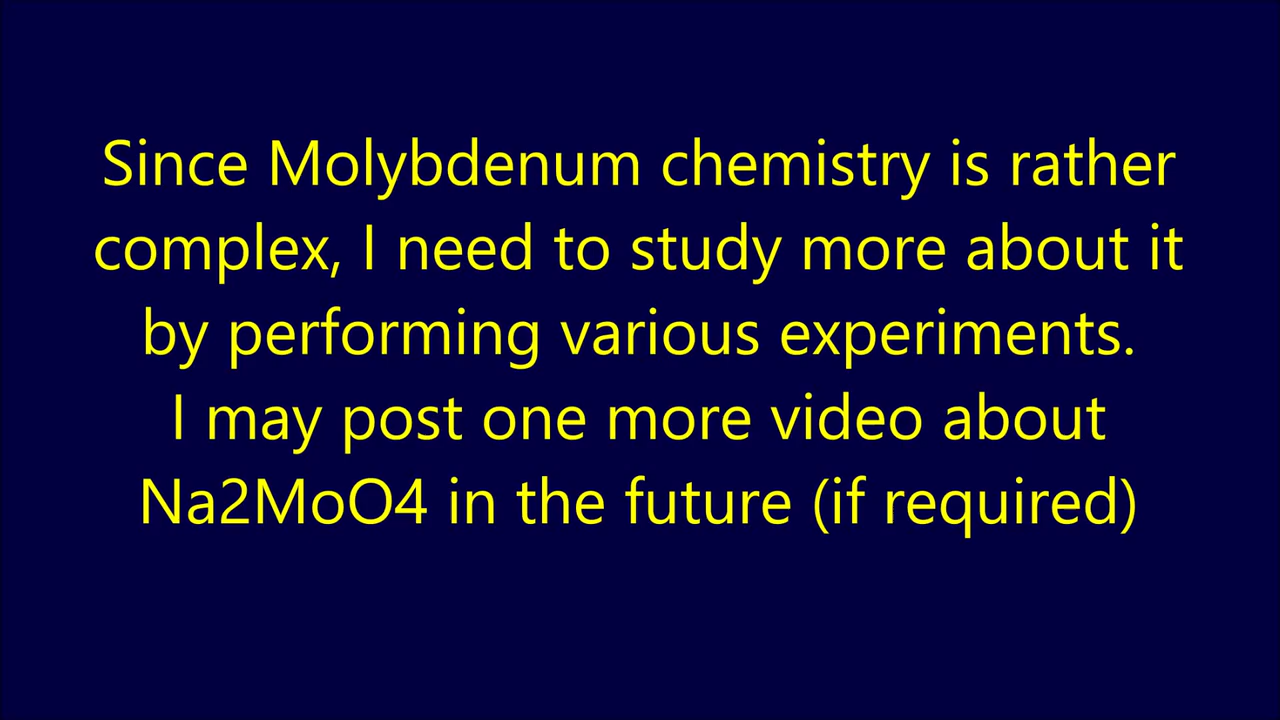 Since Molybdenum chemistry is rather
complex, I need to study more about it
by performing various experiments.
I may post one more video about
Na2MoO4 in the future (if required)